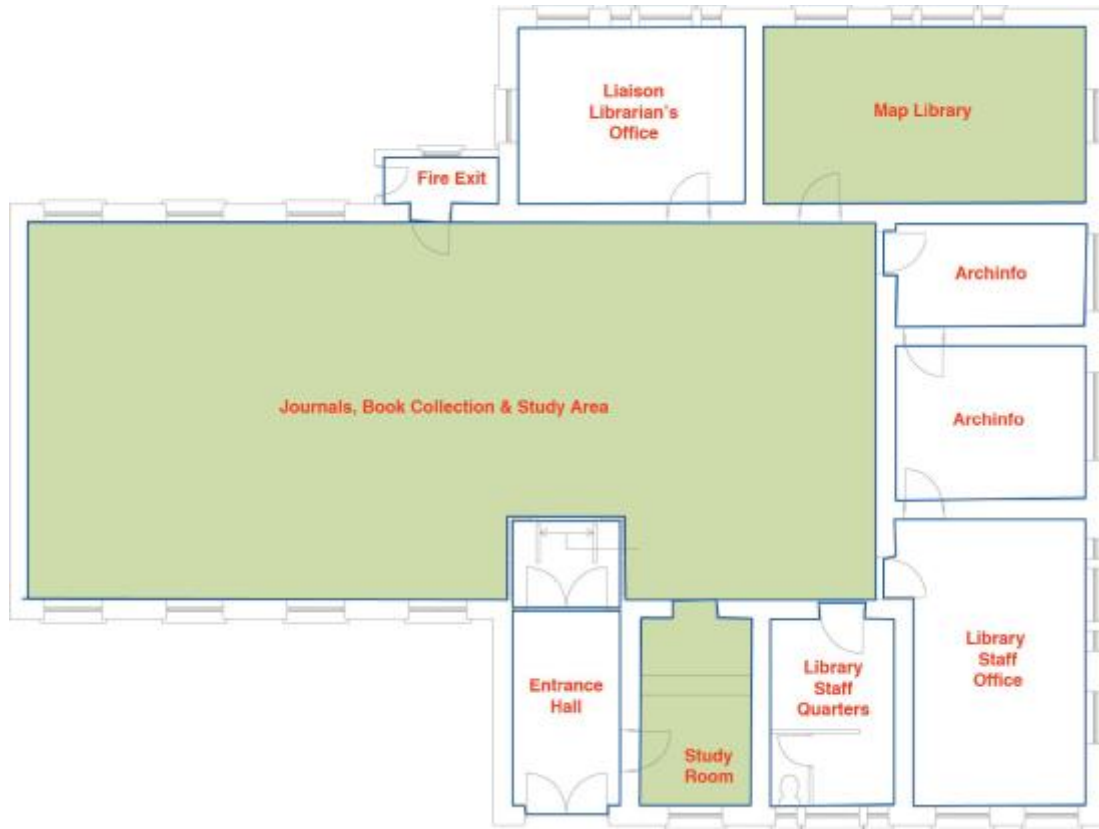 Liaison
Librarian's
Office
Map Library
Fire Exit
Archinfo
Journals, Book Collection & Study Area
Archinfo
Entrance
Hall
Study
Room
Library
Staff
Quarters
Library
Staff
Office